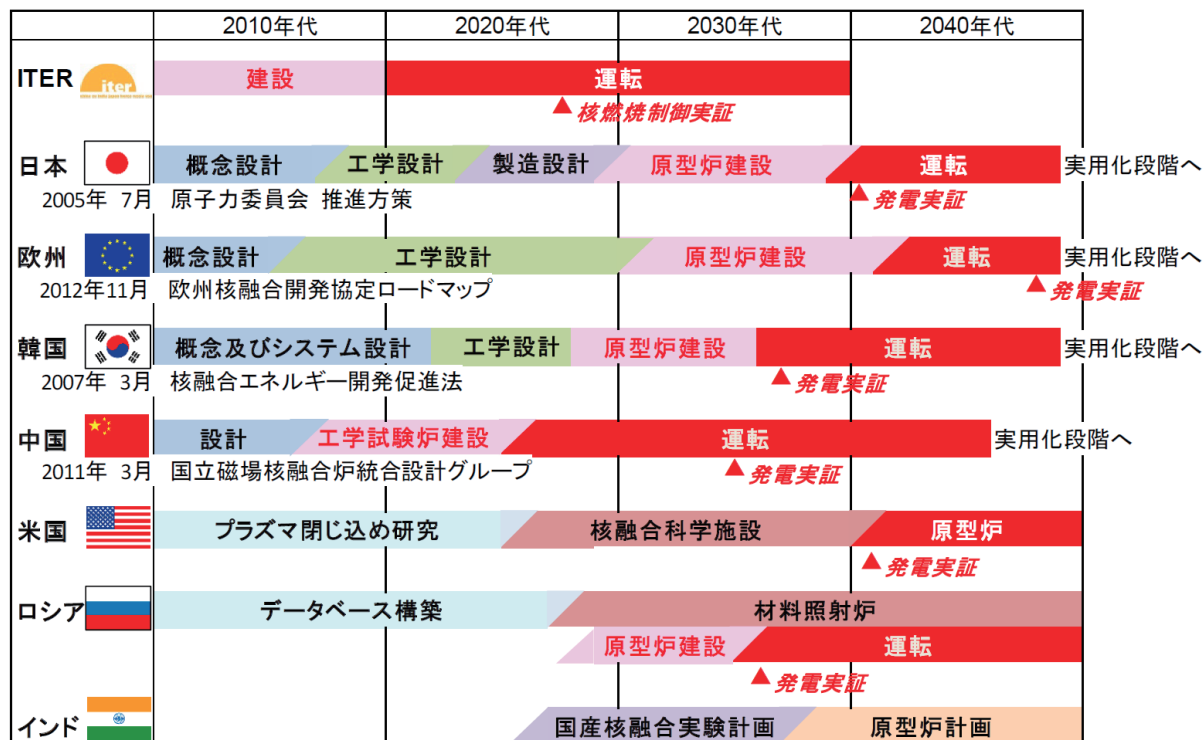 2010年代 2020年代 2030年代 2040年代
ITER iter 建設 運転
▲核燃焼制御実証
日本 概念設計 工学設計 製造設計 原型炉建設 運転 実用化段階へ
2005年 7月 原子力委員会 推進方策 ▲発電実証
欧州 概念設計 工学設計 原型炉建設 運転 実用化段階へ
2012年11月 欧州核融合開発協定ロードマップ ▲発電実証
韓国 概念及びシステム設計 工学設計 原型炉建設 運転 実用化段階へ
2007年 3月 核融合エネルギー開発促進法 ▲発電実証
中国 設計 工学試験炉建設 運転 実用化段階へ
2011年 3月 国立磁場核融合炉統合設計グループ ▲発電実証
米国 プラズマ閉じ込め研究 核融合科学施設 原型炉
▲発電実証
ロシア データベース構築 材料照射炉
原型炉建設 運転
▲発電実証
インド 国産核融合実験計画 原型炉計画